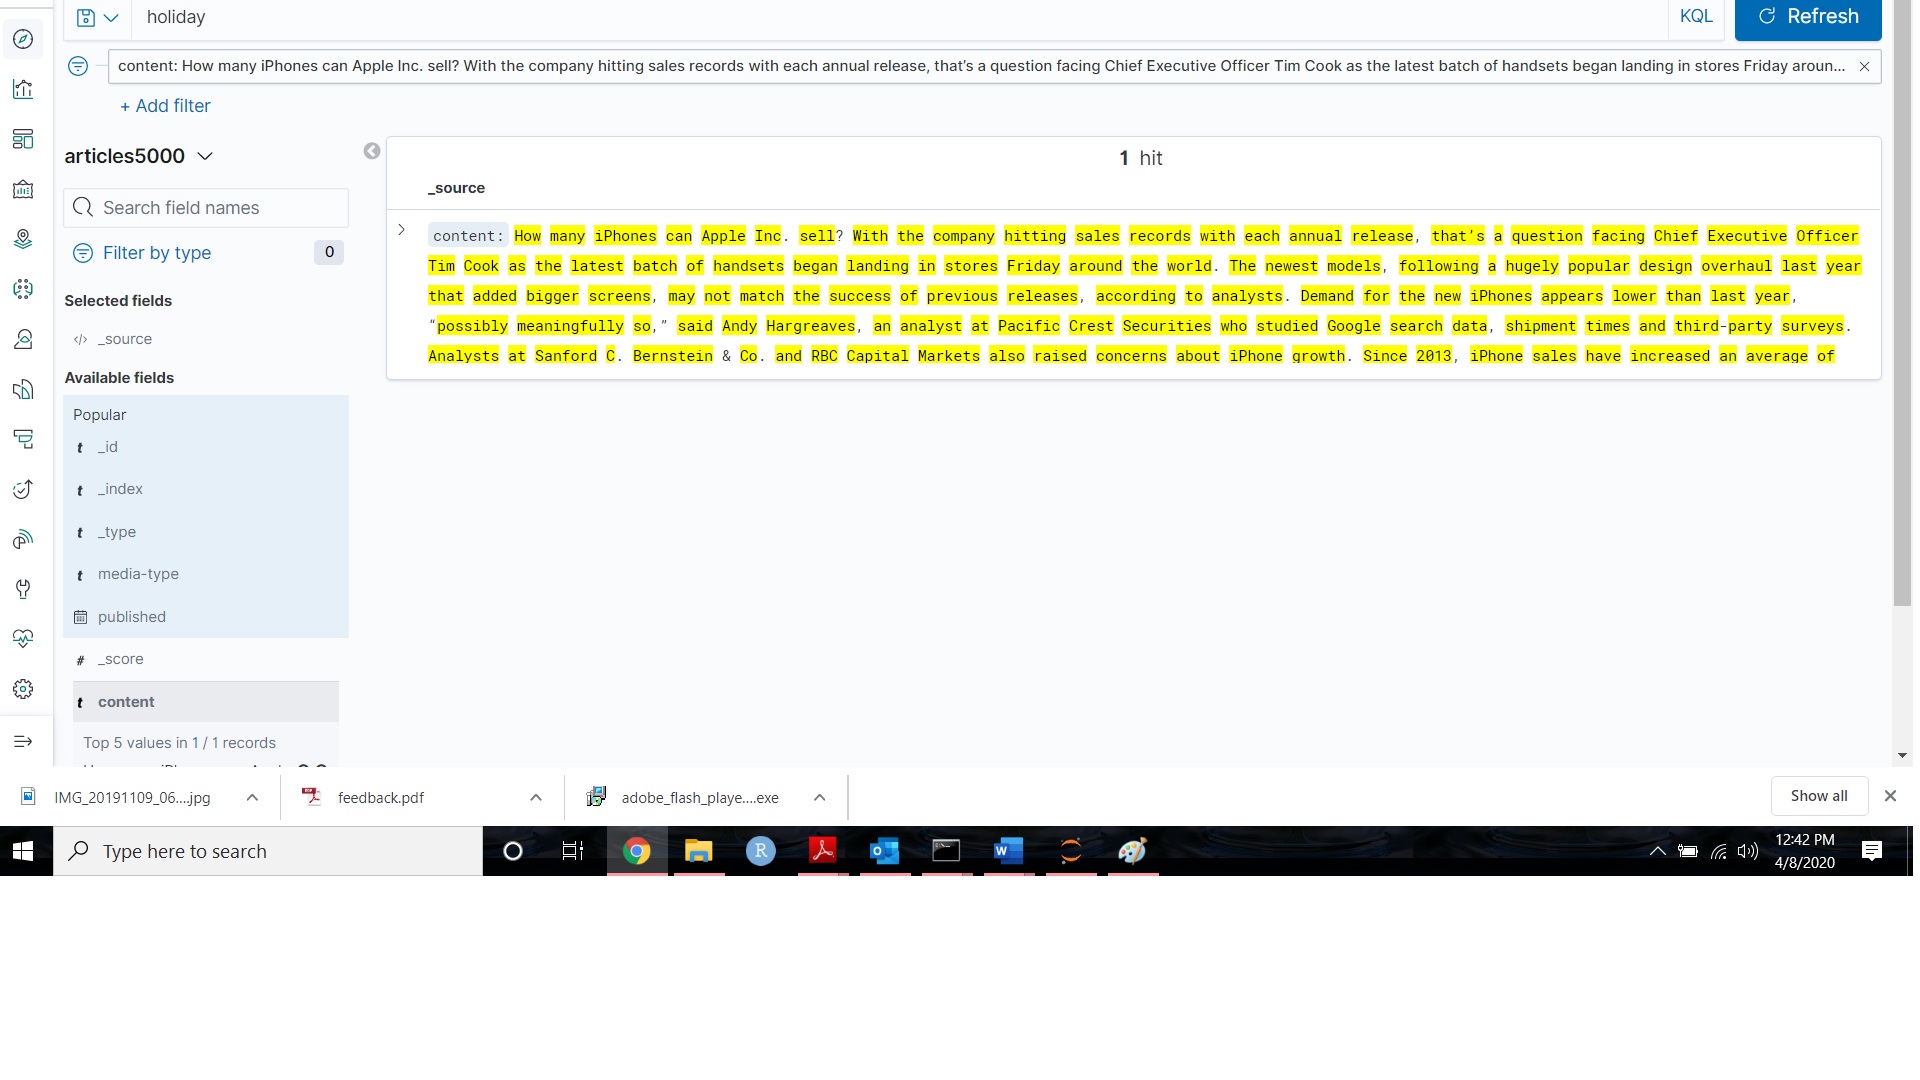 holiday
KQL
Refresh
content: How many iPhones can Apple Inc. sell? With the company hitting sales records with each annual release, that's a question facing Chief Executive Officer Tim Cook as the latest batch of handsets began landing in stores Friday aroun... ×
+ Add filter
articles5000
1 hit
_source
Search field names
Filter by type 0
Selected fields
_source
Available fields
Popular
t _id
t _index
t _type
t media-type
published
# _score
t content
Top 5 values in 1 / 1 records
content: How many iPhones can Apple Inc. sell? With the company hitting sales records with each annual release, that’s a question facing Chief Executive Officer
Tim Cook as the latest batch of handsets began landing in stores Friday around the world. The newest models, following a hugely popular design overhaul last year
that added bigger screens, may not match the success of previous releases, according to analysts. Demand for the new iPhones appears lower than last year,
“possibly meaningfully so,” said Andy Hargreaves, an analyst at Pacific Crest Securities who studied Google search data, shipment times and third-party surveys.
Analysts at Sanford C. Bernstein & Co. and RBC Capital Markets also raised concerns about iPhone growth. Since 2013, iPhone sales have increased an average of
IMG_20191109_06....jpg
feedback.pdf
adobe_flash_playe....exe
Show all
Type here to search
12:42 PM
4/8/2020